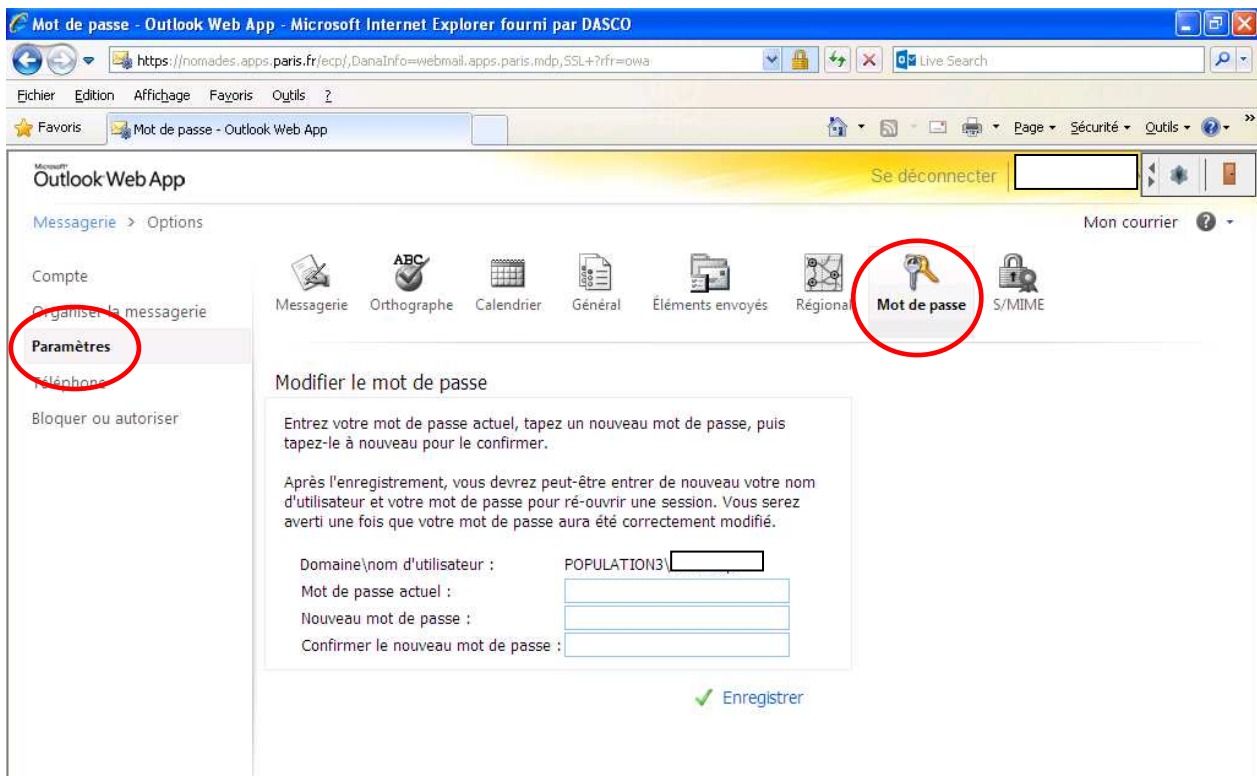 Mot de passe - Outlook Web App - Microsoft Internet Explorer fourni par DASCO
https://nomades.apps.paris.fr/ecp/,DanaInfo=webmail.apps.paris.mdp,SSL+?rfr=owa
Live Search
Fichier Edition Affichage Favoris Outils ?
Favoris Mot de passe - Outlook Web App Page Sécurité Outils »
Microsoft®
Outlook Web App Se déconnecter
Messagerie > Options Mon courrier
ABC
Messagerie Orthographe Calendrier Général Éléments envoyés Régional Mot de passe S/MIME
Compte
Organiser la messagerie
Paramètres
Téléphone
Bloquer ou autoriser
Modifier le mot de passe
Entrez votre mot de passe actuel, tapez un nouveau mot de passe, puis
tapez-le à nouveau pour le confirmer.
Après l'enregistrement, vous devrez peut-être entrer de nouveau votre nom
d'utilisateur et votre mot de passe pour ré-ouvrir une session. Vous serez
averti une fois que votre mot de passe aura été correctement modifié.
Domaine\nom d'utilisateur : POPULATION3\
Mot de passe actuel :
Nouveau mot de passe :
Confirmer le nouveau mot de passe :
Enregistrer